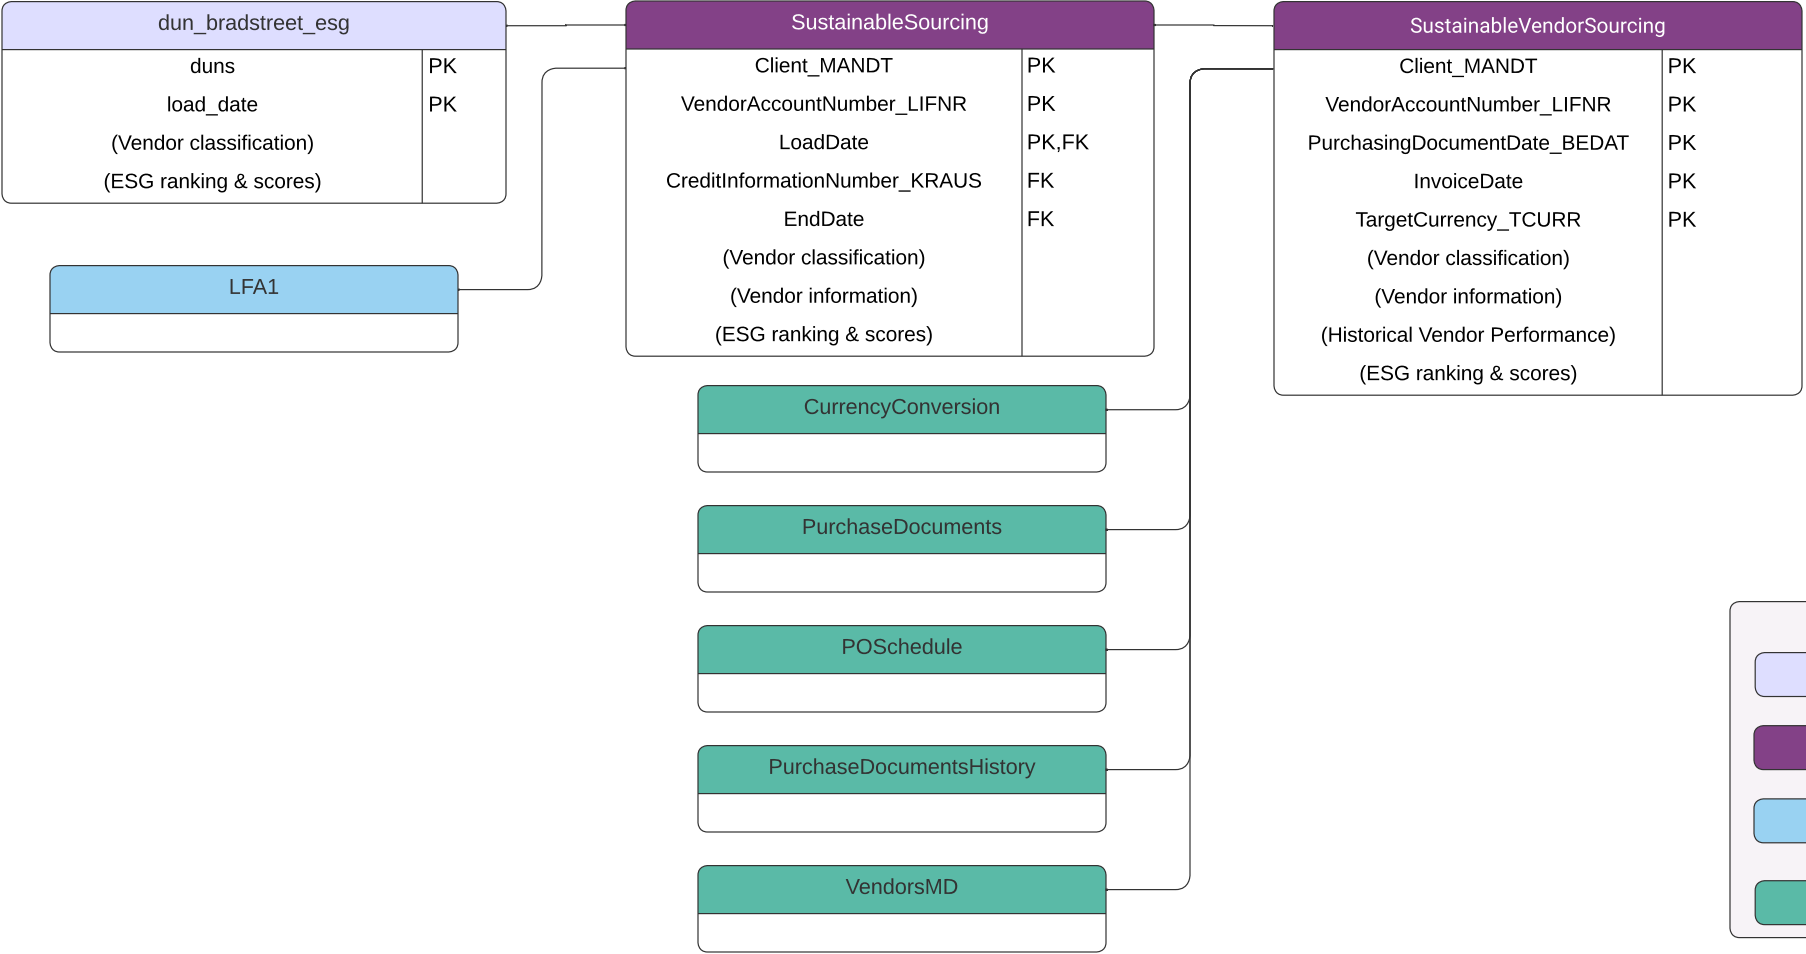 dun_bradstreet_esg
duns PK
load_date PK
(Vendor classification)
(ESG ranking & scores)
LFA1
SustainableSourcing
Client_MANDT PK
VendorAccountNumber_LIFNR PK
LoadDate PK,FK
CreditInformationNumber_KRAUS FK
EndDate FK
(Vendor classification)
(Vendor information)
(ESG ranking & scores)
CurrencyConversion
PurchaseDocuments
POSchedule
PurchaseDocumentsHistory
VendorsMD
SustainableVendorSourcing
Client_MANDT PK
VendorAccountNumber_LIFNR PK
PurchasingDocumentDate_BEDAT PK
InvoiceDate PK
TargetCurrency_TCURR PK
(Vendor classification)
(Vendor information)
(Historical Vendor Performance)
(ESG ranking & scores)